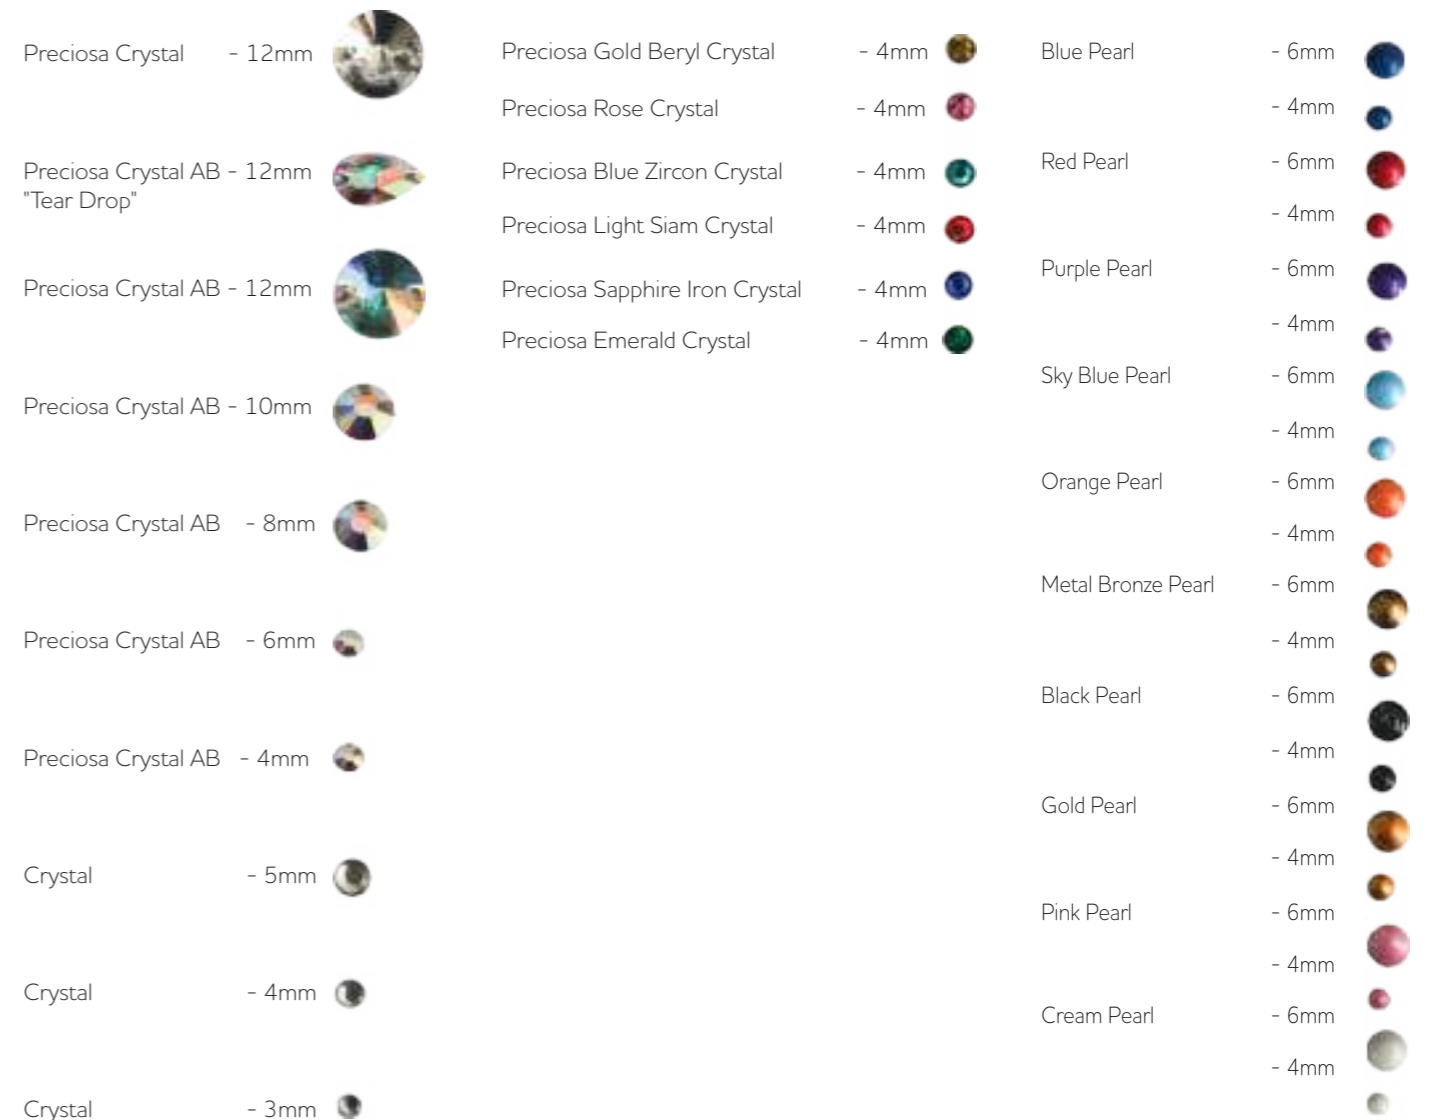 Preciosa Crystal - 12mm
Preciosa Crystal AB - 12mm
"Tear Drop"
Preciosa Crystal AB - 12mm
Preciosa Crystal AB - 10mm
Preciosa Crystal AB - 8mm
Preciosa Crystal AB - 6mm
Preciosa Crystal AB - 4mm
Crystal - 5mm
Crystal - 4mm
Crystal - 3mm
Preciosa Gold Beryl Crystal - 4mm
Preciosa Rose Crystal - 4mm
Preciosa Blue Zircon Crystal - 4mm
Preciosa Light Siam Crystal - 4mm
Preciosa Sapphire Iron Crystal - 4mm
Preciosa Emerald Crystal - 4mm
Blue Pearl - 6mm
- 4mm
Red Pearl - 6mm
- 4mm
Purple Pearl - 6mm
- 4mm
Sky Blue Pearl - 6mm
- 4mm
Orange Pearl - 6mm
- 4mm
Metal Bronze Pearl - 6mm
- 4mm
Black Pearl - 6mm
- 4mm
Gold Pearl - 6mm
- 4mm
Pink Pearl - 6mm
- 4mm
Cream Pearl - 6mm
- 4mm